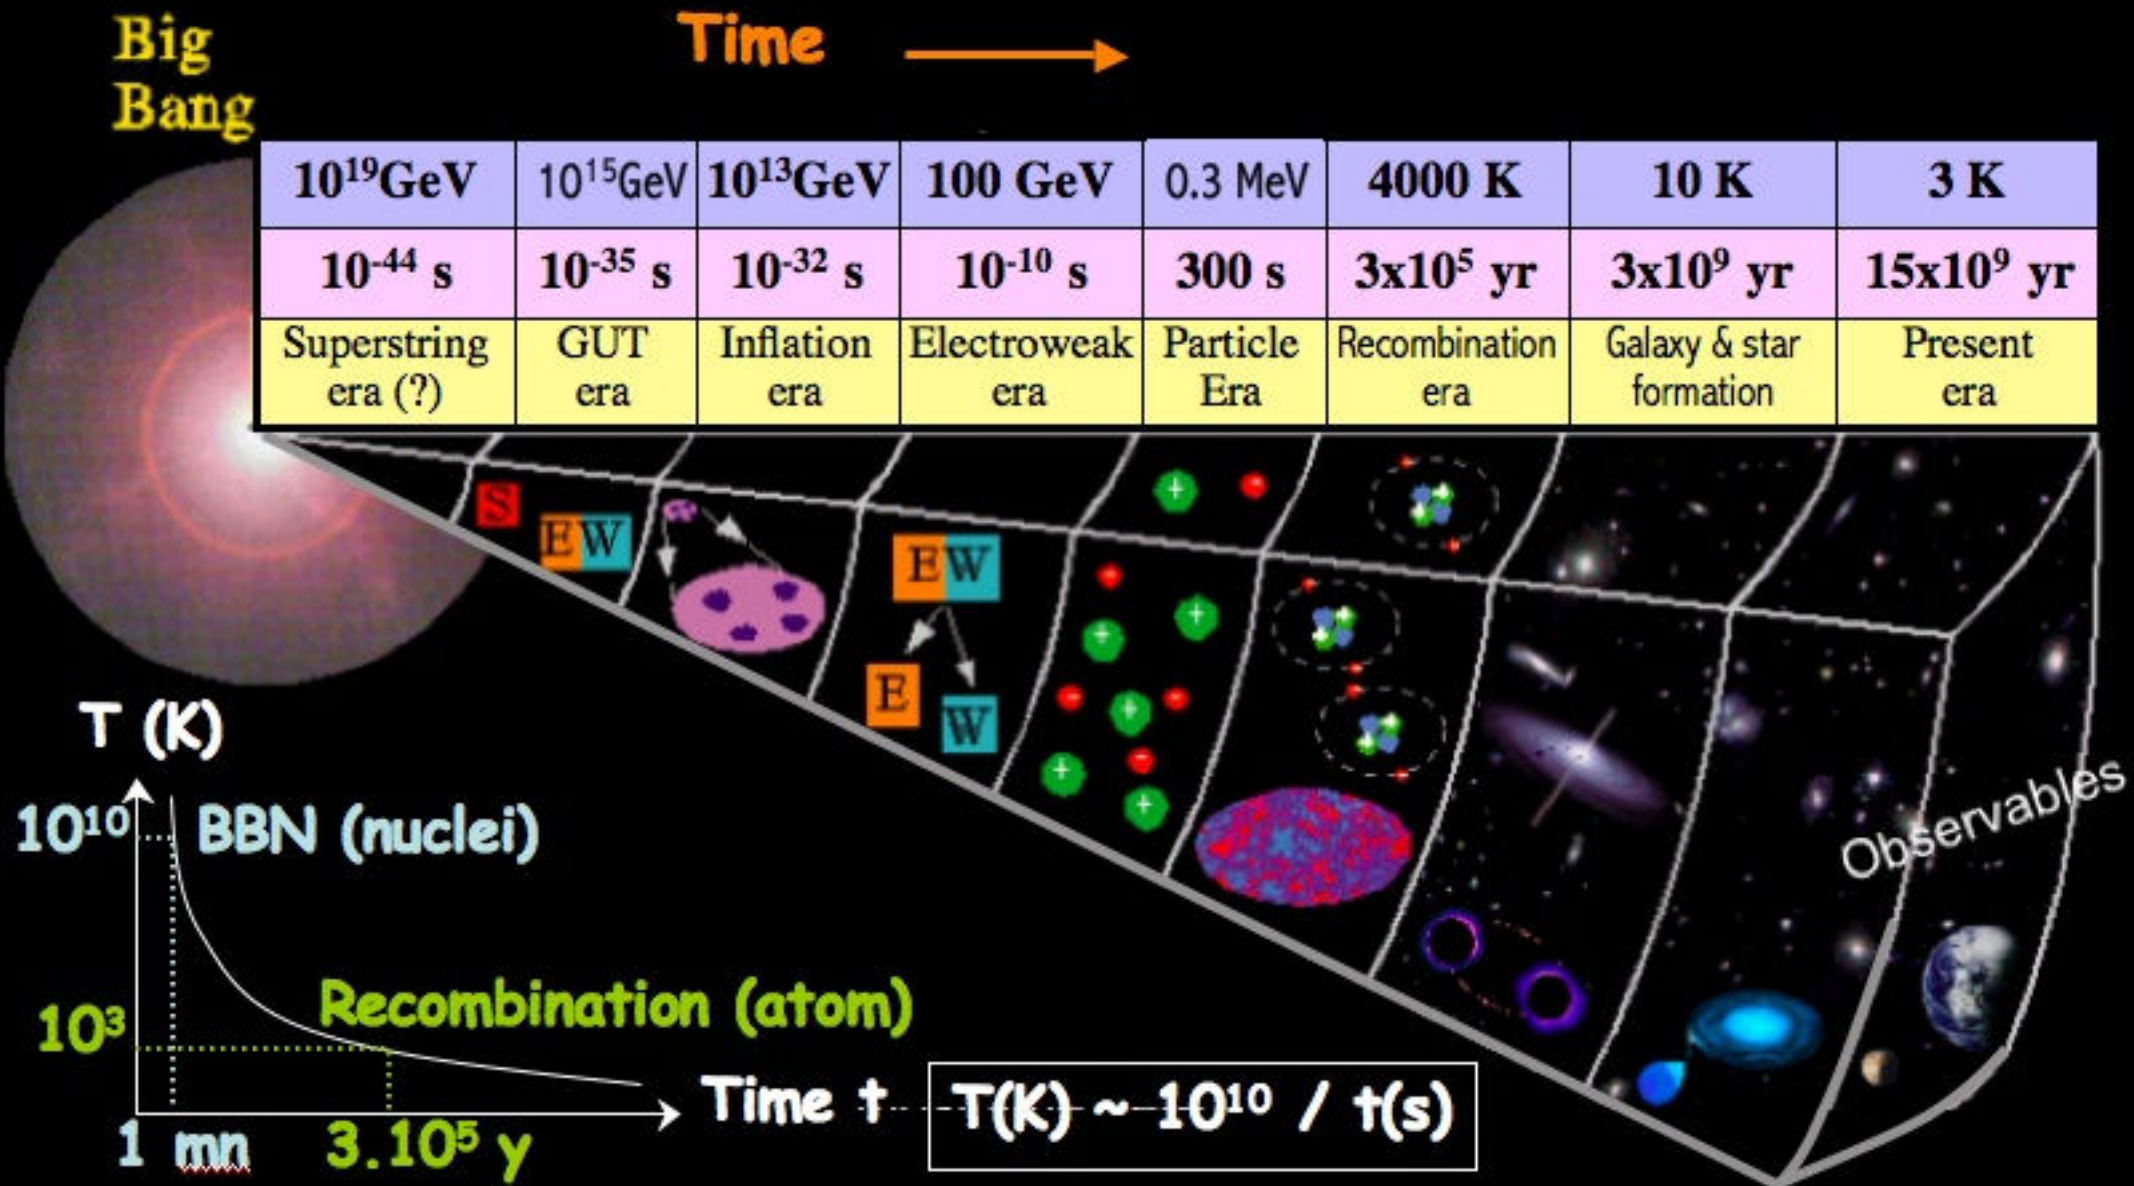 Big
Bang
Time
10¹⁹GeV 10¹⁵GeV 10¹³GeV 100 GeV 0.3 MeV 4000 K 10 K 3 K
10⁻⁴⁴ s 10⁻³⁵ s 10⁻³² s 10⁻¹⁰ s 300 s 3x10⁵ yr 3x10⁹ yr 15x10⁹ yr
Superstring GUT Inflation Electroweak Particle Recombination Galaxy & star Present
era (?) era era era Era era formation era
S
EW
EW
E
W
+ + + + + +
Observables
T (K)
10¹⁰ BBN (nuclei)
Recombination (atom)
10³
Time t T(K) ~ 10¹⁰ / t(s)
1 mn 3.10⁵ y